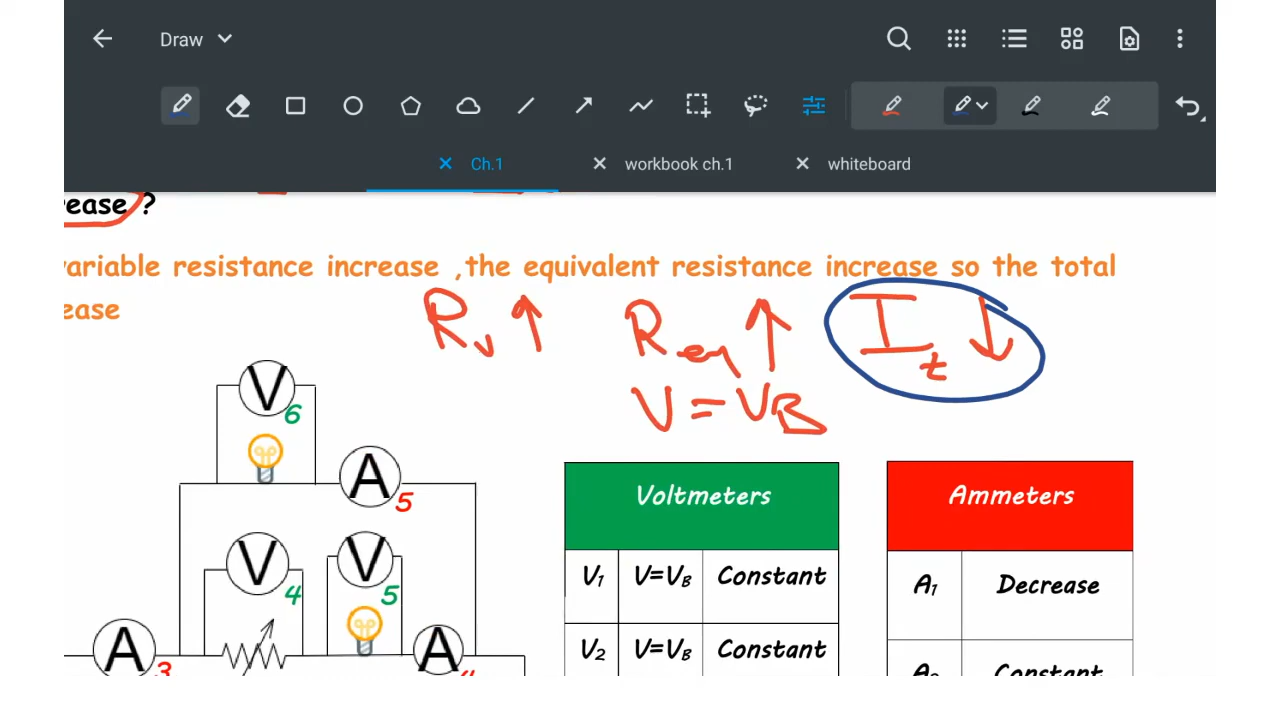 Draw
Ch.1
workbook ch.1
whiteboard
rease ?
variable resistance increase ,the equivalent resistance increase so the total
ease
Rv ↑ Req ↑ It ↓
V = VB
V6
A5
V4
V5
A3
A4
Voltmeters
V1 V=VB Constant
V2 V=VB Constant
Ammeters
A1 Decrease
A2 Constant